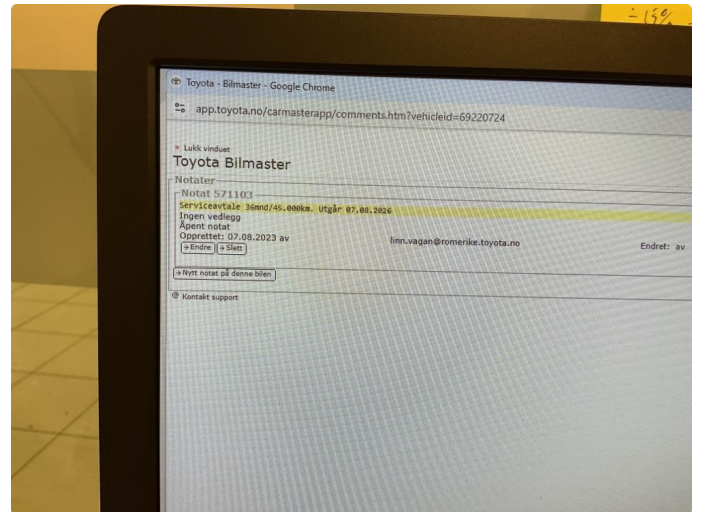 ÷ 15%
Toyota - Bilmaster - Google Chrome
app.toyota.no/carmasterapp/comments.htm?vehicleid=69220724
» Lukk vinduet
Toyota Bilmaster
Notater
Notat 571103
Serviceavtale 36mnd/45.000km. Utgår 07.08.2026
Ingen vedlegg
Åpent notat
Opprettet: 07.08.2023 av linn.vagan@romerike.toyota.no Endret: av
→ Endre → Slett
→ Nytt notat på denne bilen
@ Kontakt support